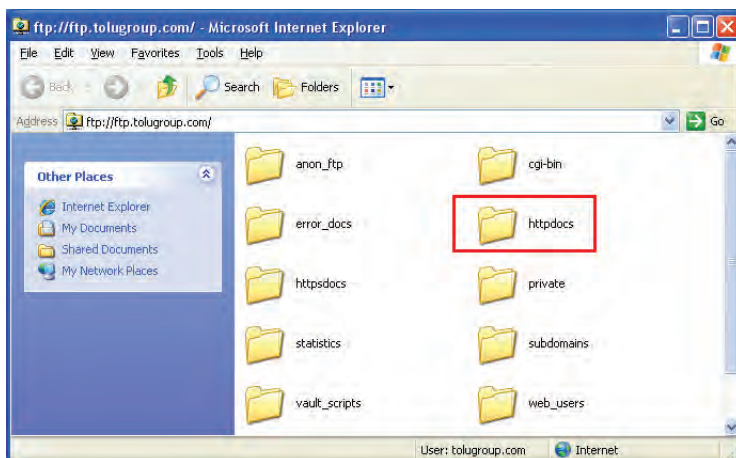 ftp://ftp.tolugroup.com/ - Microsoft Internet Explorer
File Edit View Favorites Tools Help
Back Search Folders
Address ftp://ftp.tolugroup.com/ Go
Other Places
Internet Explorer
My Documents
Shared Documents
My Network Places
anon_ftp cgi-bin
error_docs httpdocs
httpsdocs private
statistics subdomains
vault_scripts web_users
User: tolugroup.com Internet